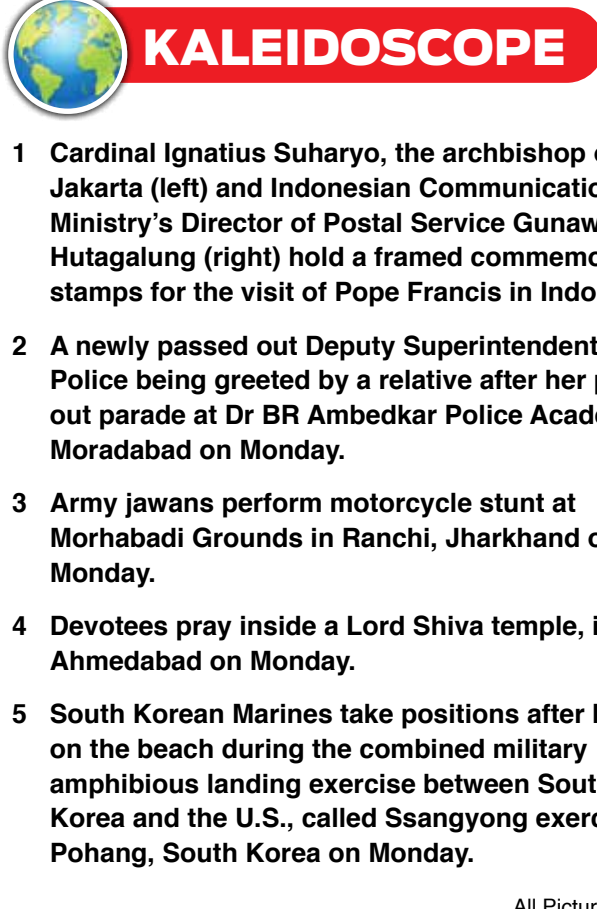 KALEIDOSCOPE
1 Cardinal Ignatius Suharyo, the archbishop
Jakarta (left) and Indonesian
Ministry's Director of Postal Service
Hutagalung (right) hold a framed
stamps for the visit of Pope Francis in
2 A newly passed out Deputy Superintendent
Police being greeted by a relative after her
out parade at Dr BR Ambedkar Police
Moradabad on Monday.
3 Army jawans perform motorcycle stunt at
Morhabadi Grounds in Ranchi, Jharkhand
Monday.
4 Devotees pray inside a Lord Shiva temple,
Ahmedabad on Monday.
5 South Korean Marines take positions after
on the beach during the combined military
amphibious landing exercise between
Korea and the U.S., called Ssangyong
Pohang, South Korea on Monday.
All